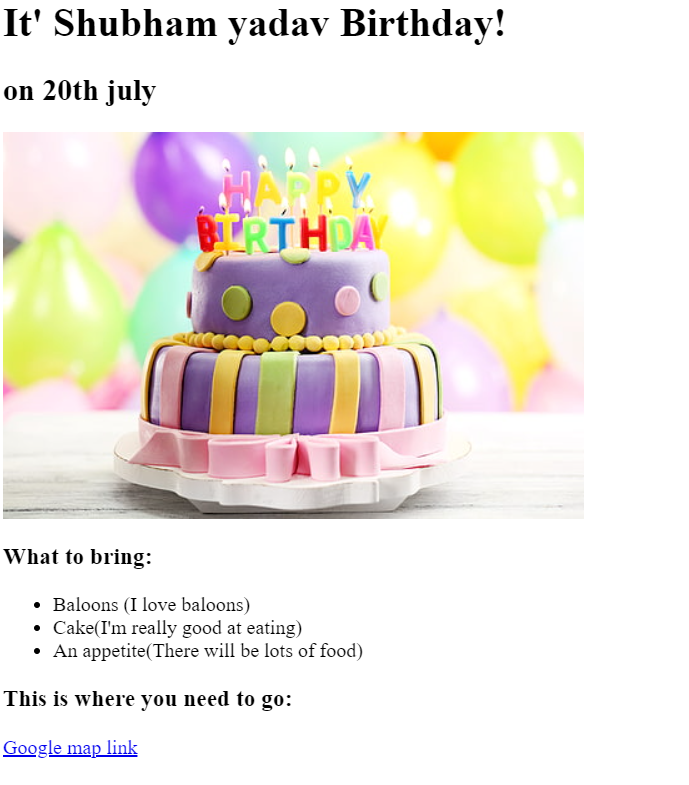 It' Shubham yadav Birthday!
on 20th july
HAPPY
BIRTHDAY
What to bring:
Baloons (I love baloons)
Cake(I'm really good at eating)
An appetite(There will be lots of food)
This is where you need to go:
Google map link